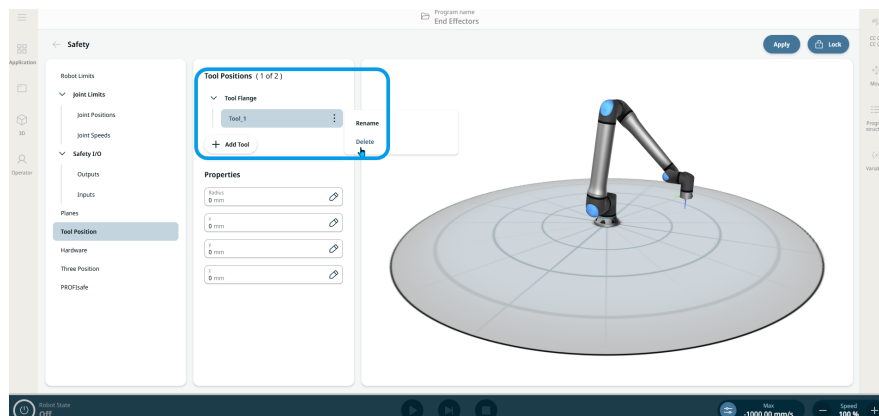 Program name
End Effectors
Safety
Apply
Lock
Application
3D
Operator
Robot Limits
Joint Limits
Joint Positions
Joint Speeds
Safety I/O
Outputs
Inputs
Planes
Tool Position
Hardware
Three Position
PROFIsafe
Tool Positions ( 1 of 2 )
Tool Flange
Tool_1
Add Tool
Rename
Delete
Properties
Radius
0 mm
0 mm
0 mm
0 mm
Robot State
Off
Max
-1000.00 mm/s
Speed
100 %